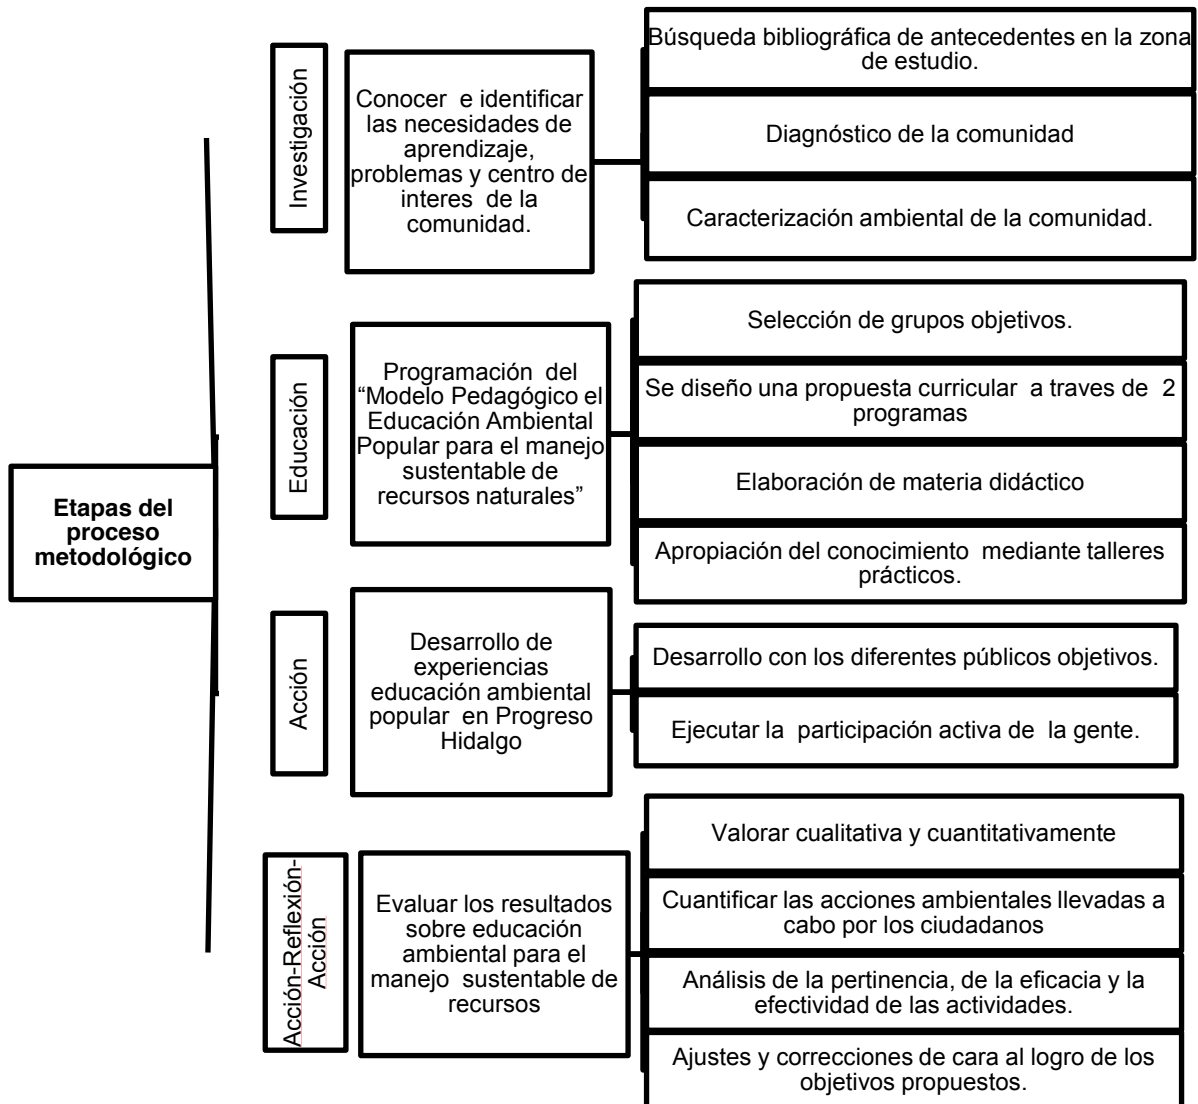 Etapas del
proceso
metodológico
Investigación
Conocer e identificar
las necesidades de
aprendizaje,
problemas y centro de
interes de la
comunidad.
Búsqueda bibliográfica de antecedentes en la zona
de estudio.
Diagnóstico de la comunidad
Caracterización ambiental de la comunidad.
Educación
Programación del
“Modelo Pedagógico el
Educación Ambiental
Popular para el manejo
sustentable de
recursos naturales”
Selección de grupos objetivos.
Se diseño una propuesta curricular a traves de 2
programas
Elaboración de materia didáctico
Apropiación del conocimiento mediante talleres
prácticos.
Acción
Desarrollo de
experiencias
educación ambiental
popular en Progreso
Hidalgo
Desarrollo con los diferentes públicos objetivos.
Ejecutar la participación activa de la gente.
Acción-Reflexión-
Acción
Evaluar los resultados
sobre educación
ambiental para el
manejo sustentable de
recursos
Valorar cualitativa y cuantitativamente
Cuantificar las acciones ambientales llevadas a
cabo por los ciudadanos
Análisis de la pertinencia, de la eficacia y la
efectividad de las actividades.
Ajustes y correcciones de cara al logro de los
objetivos propuestos.